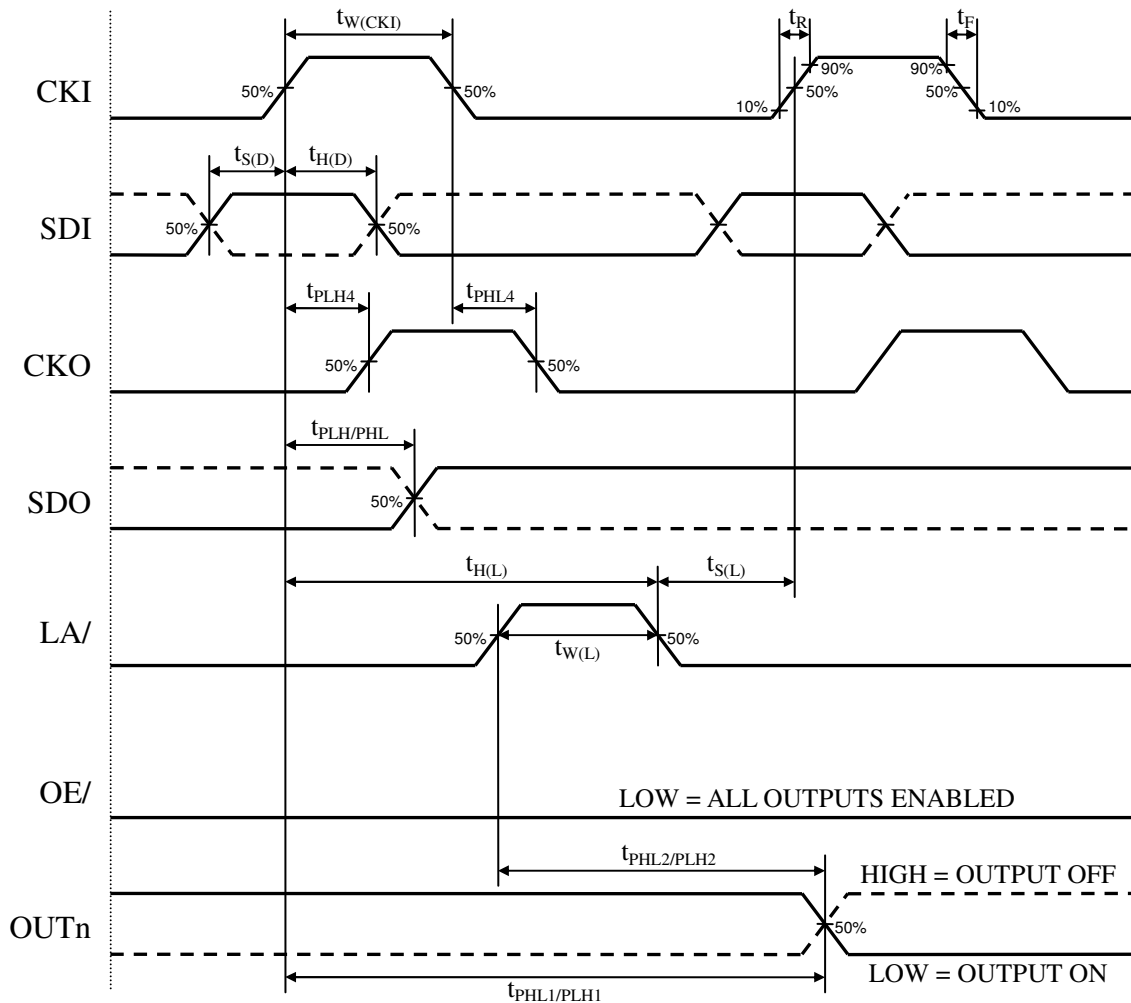 tW(CKI) tR tF
90% 90%
CKI 50% 50% 50% 50%
10% 10%
tS(D) tH(D)
SDI 50% 50%
tPLH4 tPHL4
CKO 50% 50%
tPLH/PHL
SDO 50%
tH(L) tS(L)
LA/ 50% 50%
tW(L)
OE/ LOW = ALL OUTPUTS ENABLED
tPHL2/PLH2
HIGH = OUTPUT OFF
OUTn 50%
LOW = OUTPUT ON
tPHL1/PLH1